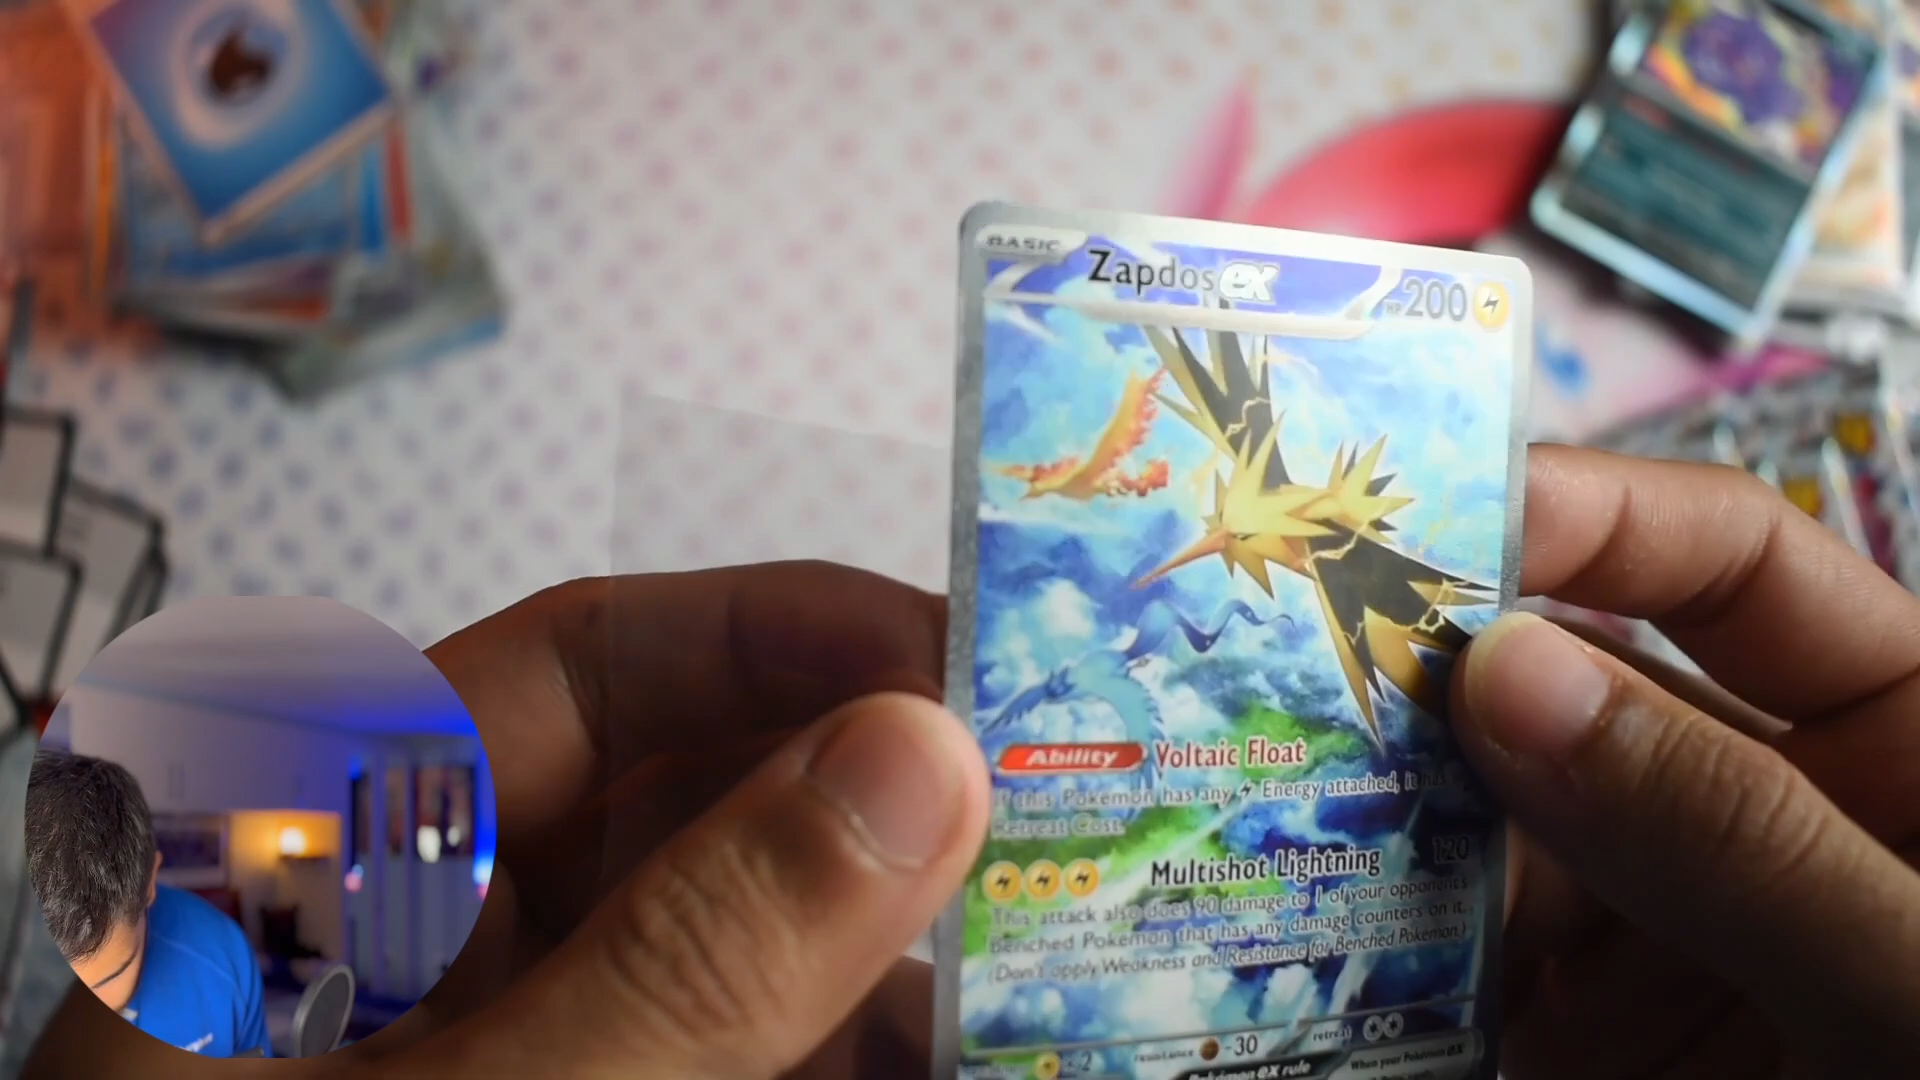 BASIC
Zapdos ex
HP 200
Ability Voltaic Float
If this Pokémon has any Energy attached, it has
Retreat Cost.
Multishot Lightning 120
This attack also does 90 damage to 1 of your opponent's
Benched Pokémon that has any damage counters on it.
(Don't apply Weakness and Resistance for Benched Pokémon.)
×2 resistance -30 retreat
Pokémon ex rule
When your Pokémon ex